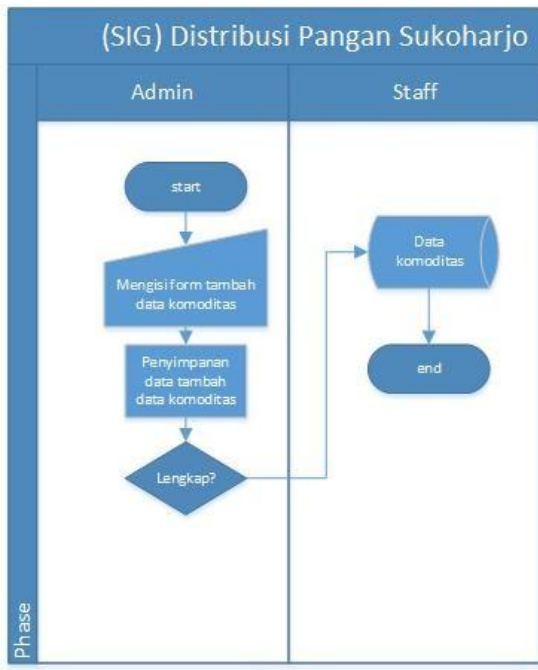 (SIG) Distribusi Pangan Sukoharjo
Admin
Staff
start
Mengisi form tambah
data komoditas
Penyimpanan
data tambah
data komoditas
Lengkap?
Data
komoditas
end
Phase